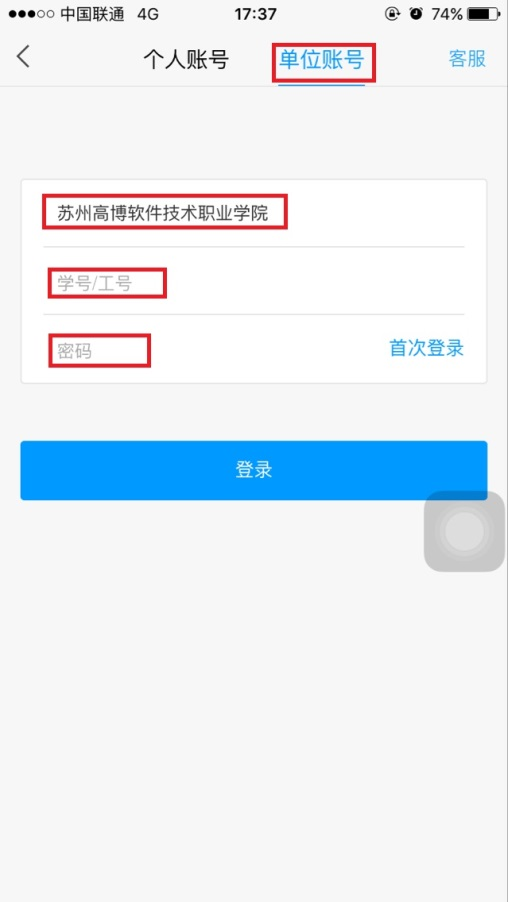 中国联通 4G 17:37 74%
个人账号 单位账号 客服
苏州高博软件技术职业学院
学号/工号
密码 首次登录
登录